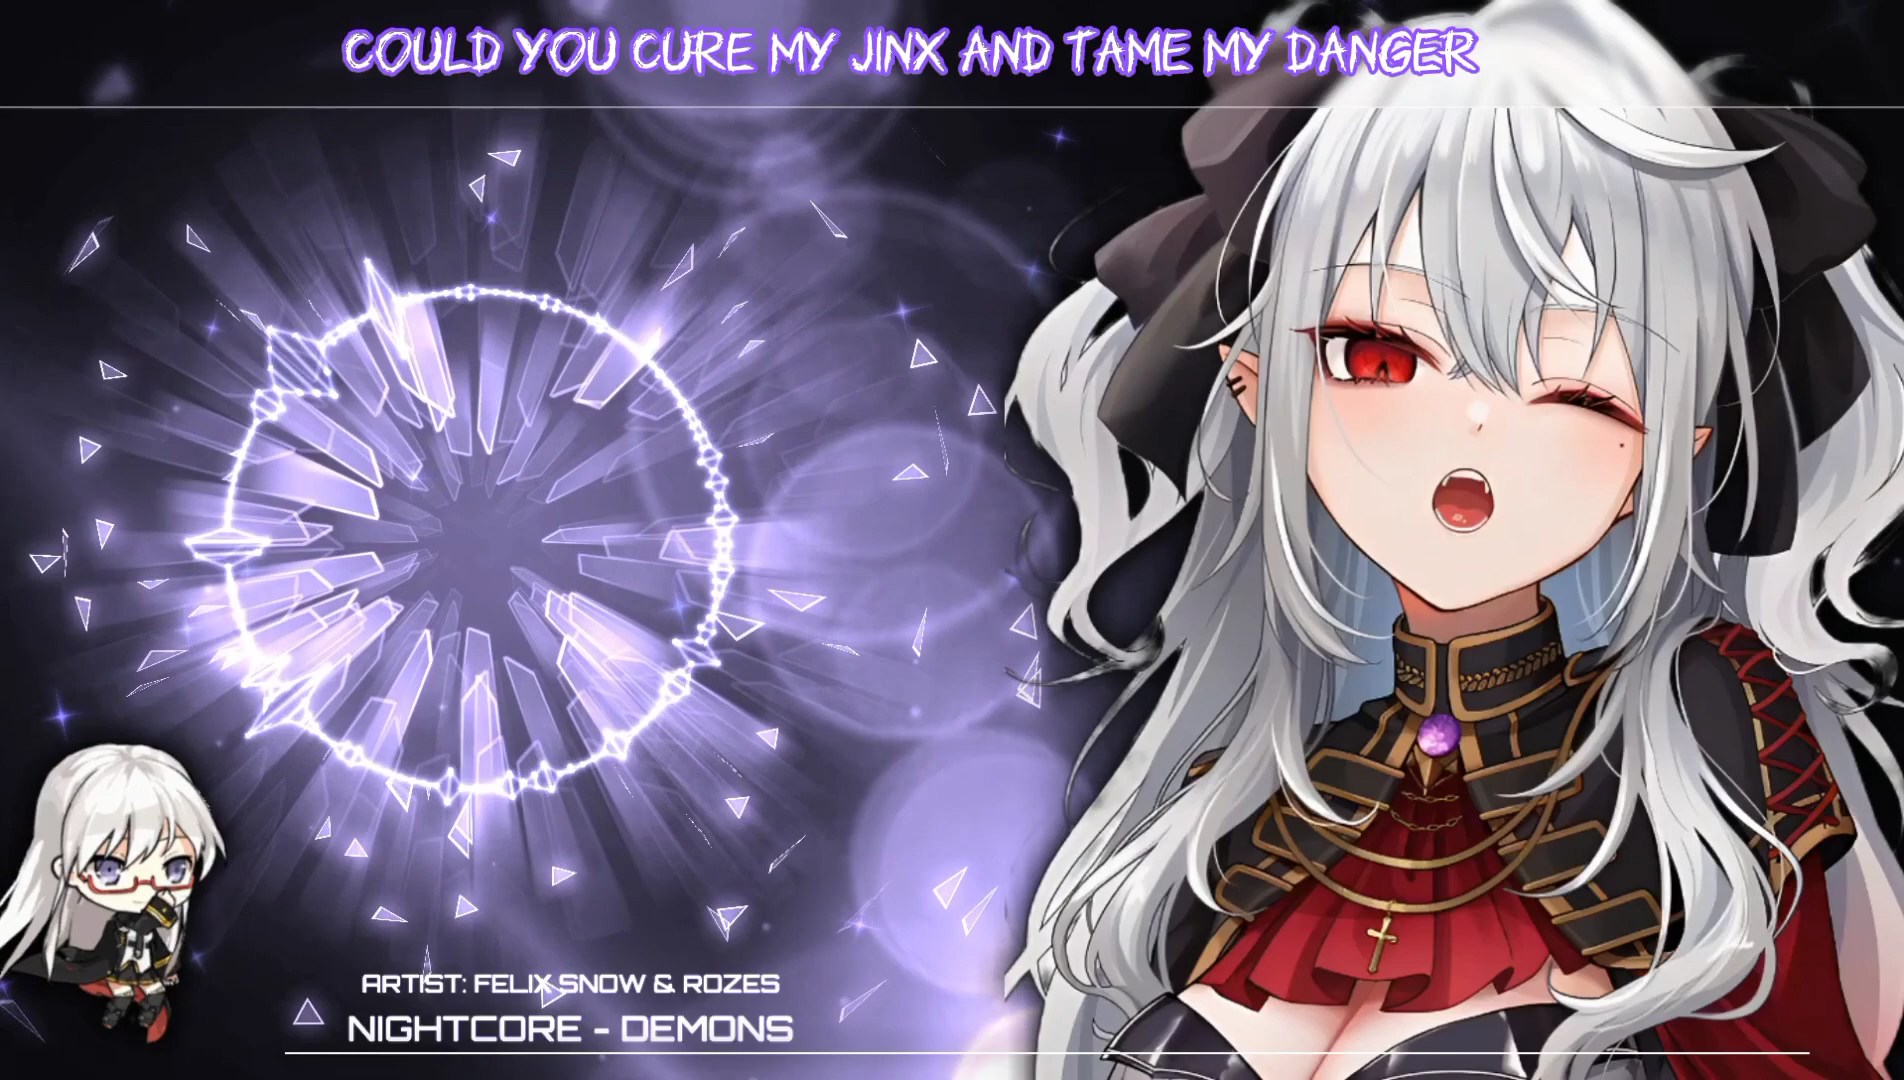 COULD YOU CURE MY JINX AND TAME MY DANGER
ARTIST: FELIX SNOW & ROZES
NIGHTCORE - DEMONS